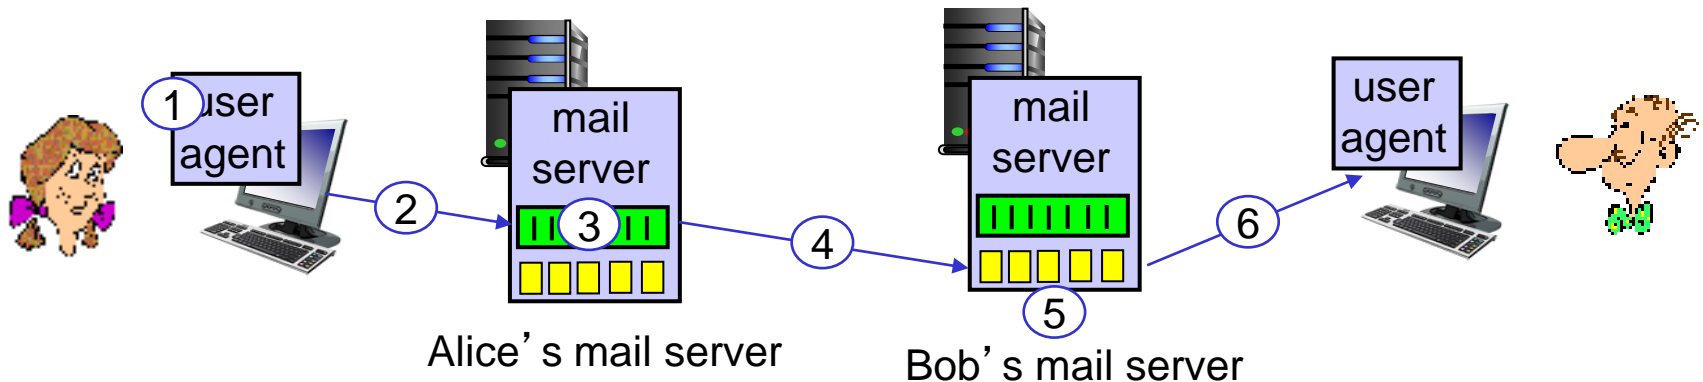 1
user
agent
2
mail
server
3
Alice's mail server
4
mail
server
5
Bob's mail server
6
user
agent